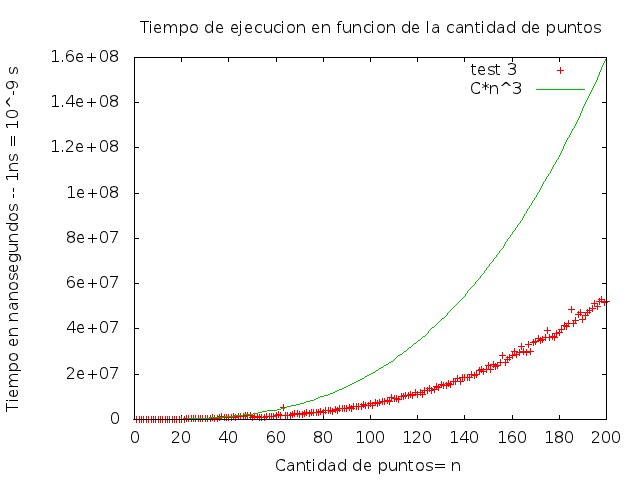 Tiempo de ejecucion en funcion de la cantidad de puntos
Tiempo en nanosegundos -- 1ns = 10^-9 s
1.6e+08
1.4e+08
1.2e+08
1e+08
8e+07
6e+07
4e+07
2e+07
0
test 3
C*n^3
0 20 40 60 80 100 120 140 160 180 200
Cantidad de puntos= n